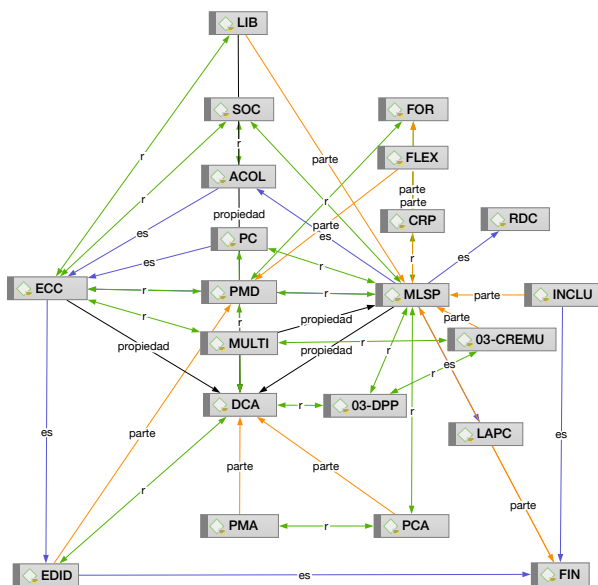 LIB
SOC
FOR
r
parte
FLEX
r
ACOL
parte
parte
r
propiedad
parte
CRP
RDC
es
es
PC
es
r
es
r
ECC
r
PMD
r
MLSP
parte
INCLU
r
r
propiedad
MULTI
propiedad
r
es
03-CREMU
r
DCA
r
03-DPP
r
LAPC
es
parte
es
parte
parte
r
r
parte
PMA
r
PCA
EDID
es
FIN